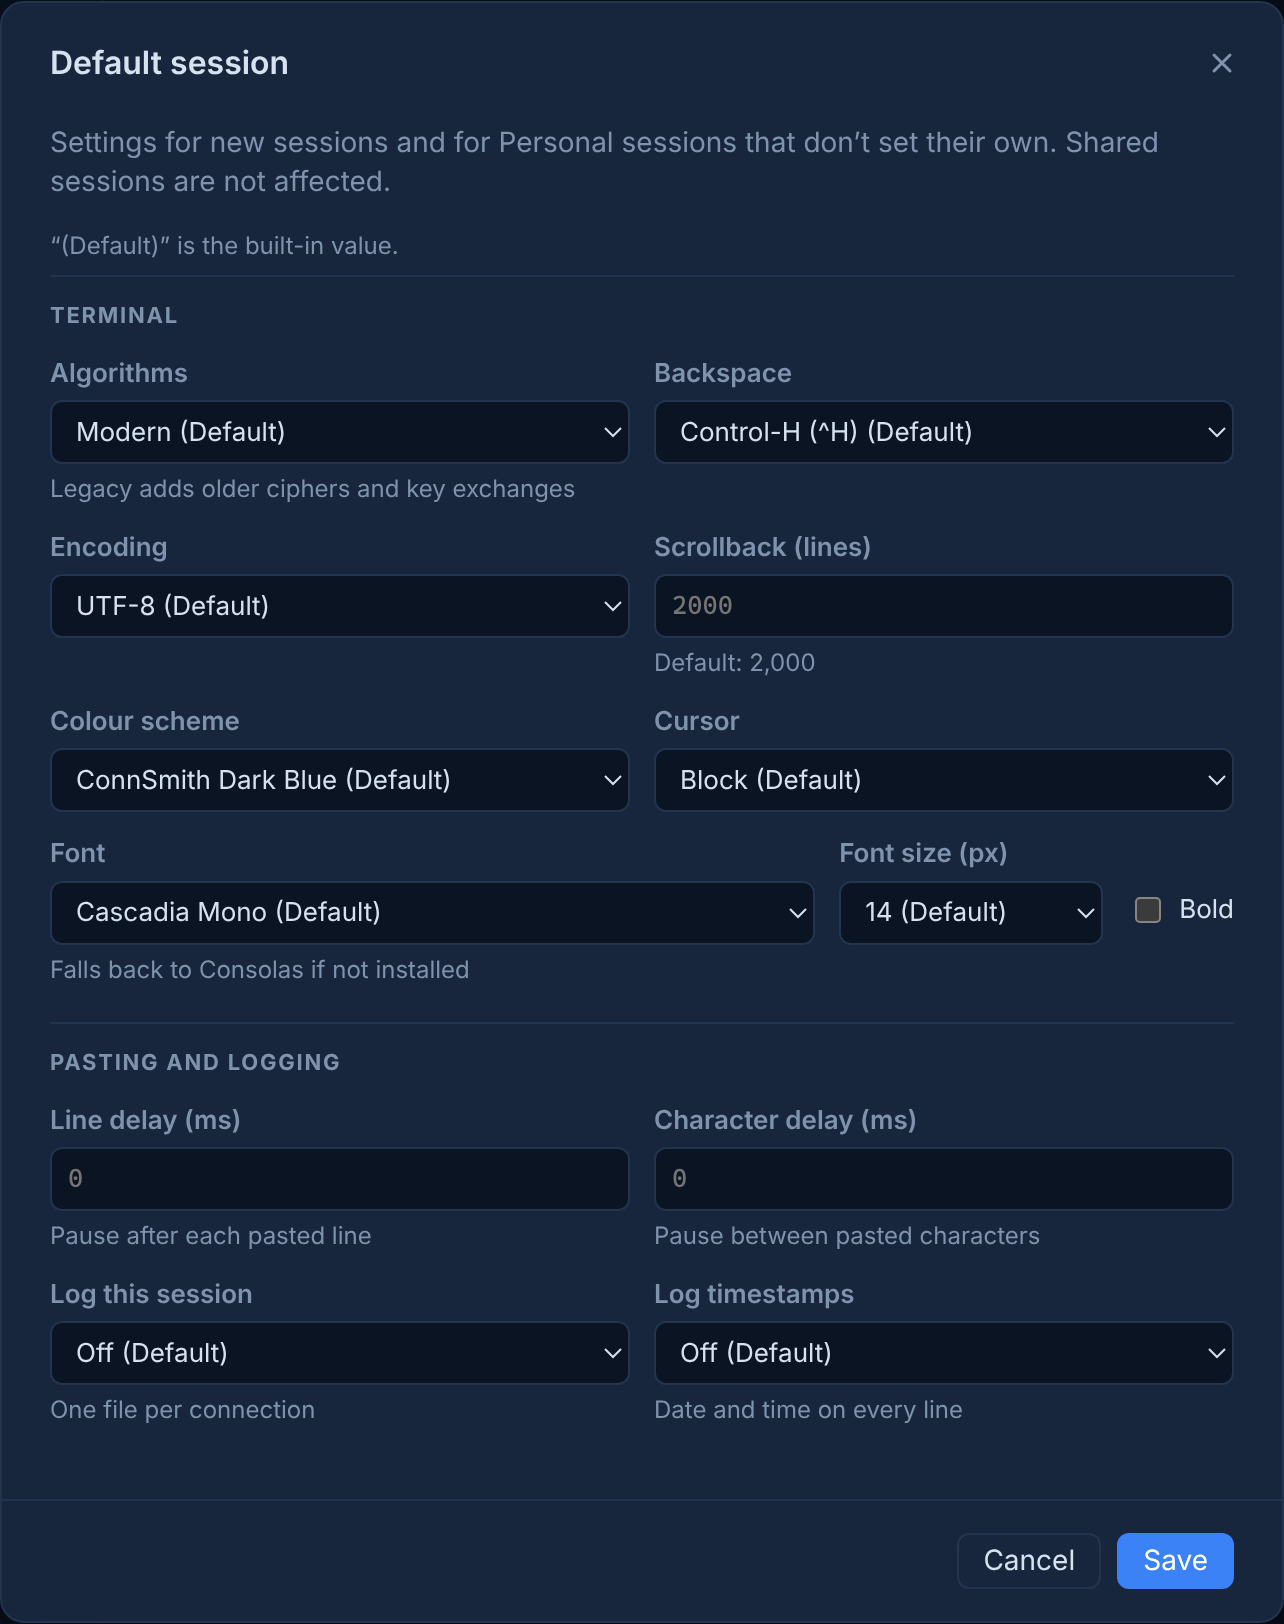 Default session
Settings for new sessions and for Personal sessions that don’t set their own. Shared
sessions are not affected.
“(Default)” is the built-in value.
TERMINAL
Algorithms
Modern (Default)
Legacy adds older ciphers and key exchanges
Backspace
Control-H (^H) (Default)
Encoding
UTF-8 (Default)
Scrollback (lines)
2000
Default: 2,000
Colour scheme
ConnSmith Dark Blue (Default)
Cursor
Block (Default)
Font
Cascadia Mono (Default)
Falls back to Consolas if not installed
Font size (px)
14 (Default)
Bold
PASTING AND LOGGING
Line delay (ms)
0
Pause after each pasted line
Character delay (ms)
0
Pause between pasted characters
Log this session
Off (Default)
One file per connection
Log timestamps
Off (Default)
Date and time on every line
Cancel
Save